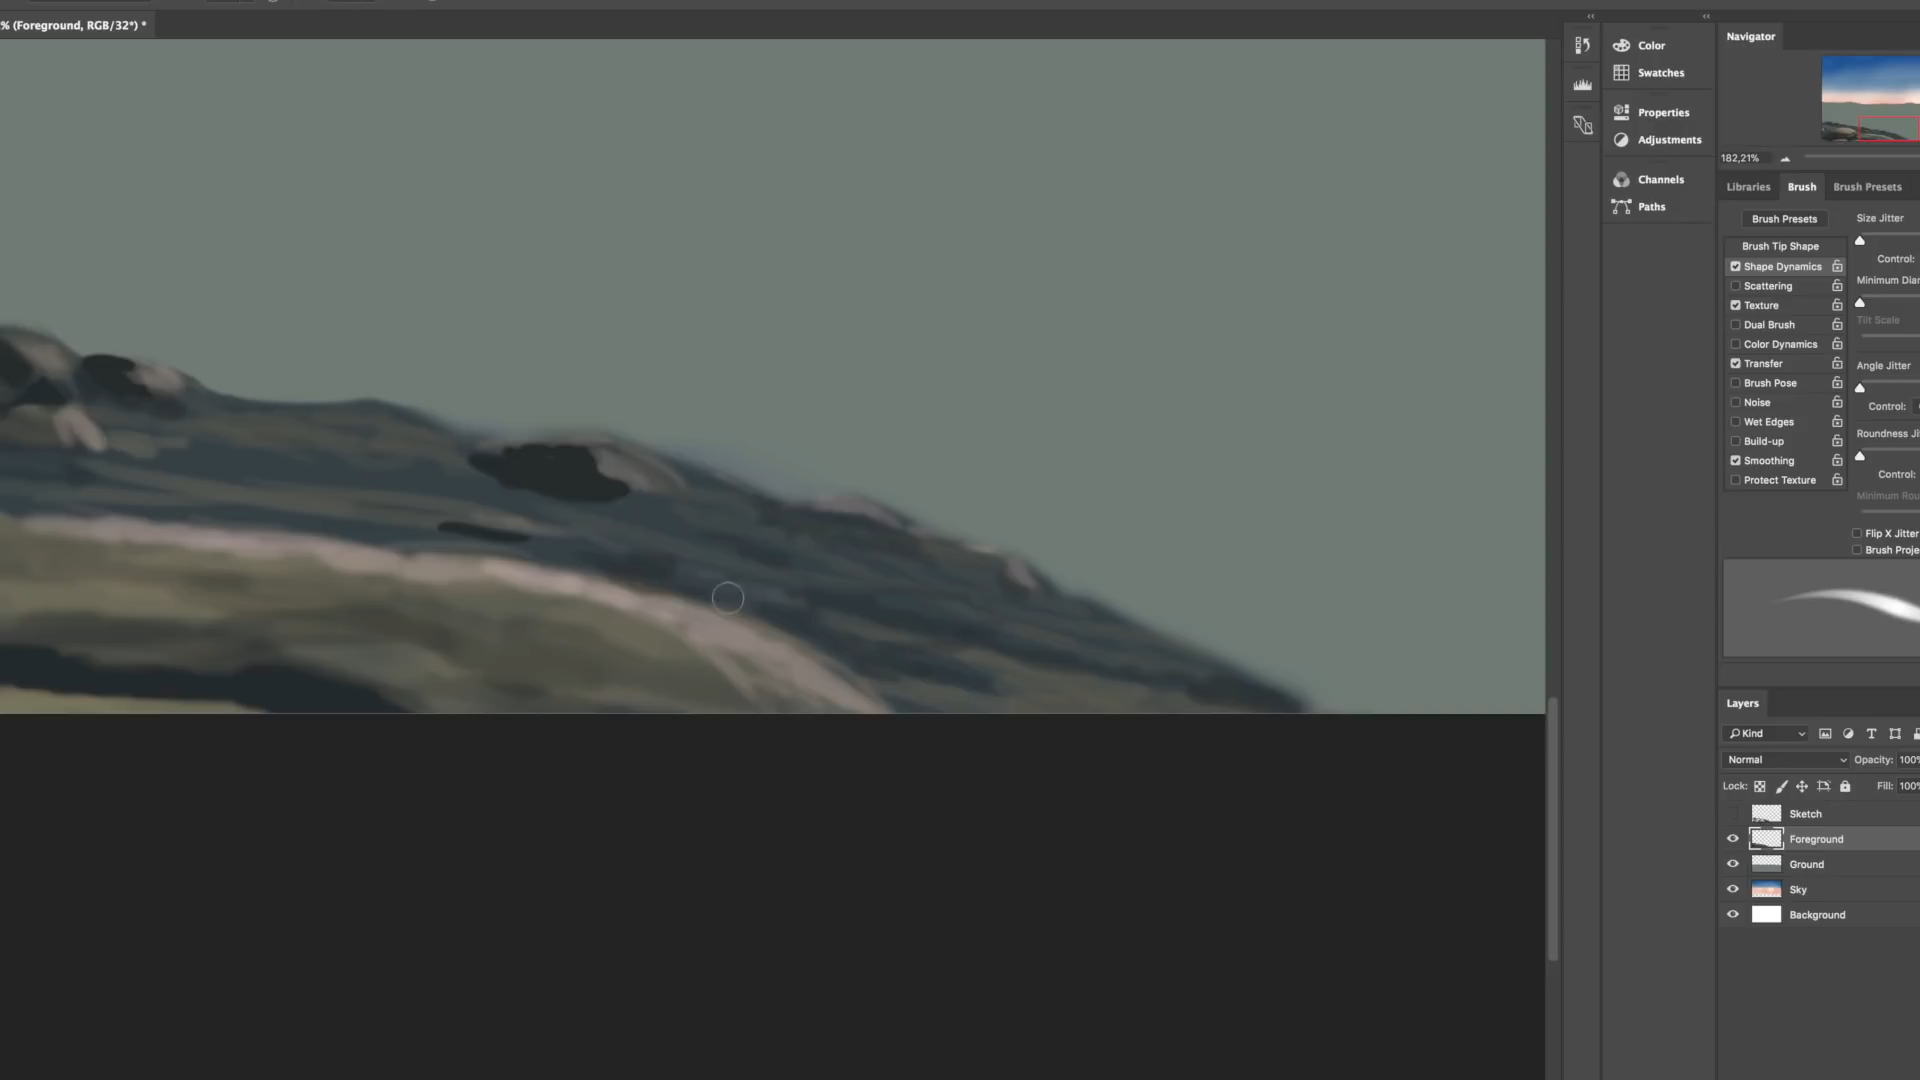 % (Foreground, RGB/32*) *
Color
Swatches
Properties
Adjustments
Channels
Paths
Navigator
182,21%
Libraries Brush Brush Presets
Brush Presets
Size Jitter
Brush Tip Shape
Control:
Shape Dynamics
Minimum Diar
Scattering
Texture
Tilt Scale
Dual Brush
Color Dynamics
Transfer
Angle Jitter
Brush Pose
Noise
Control:
Wet Edges
Roundness Ji
Build-up
Smoothing
Control:
Protect Texture
Minimum Rou
Flip X Jitter
Brush Proje
Layers
Kind
Normal Opacity: 100%
Lock: Fill: 100%
Sketch
Foreground
Ground
Sky
Background